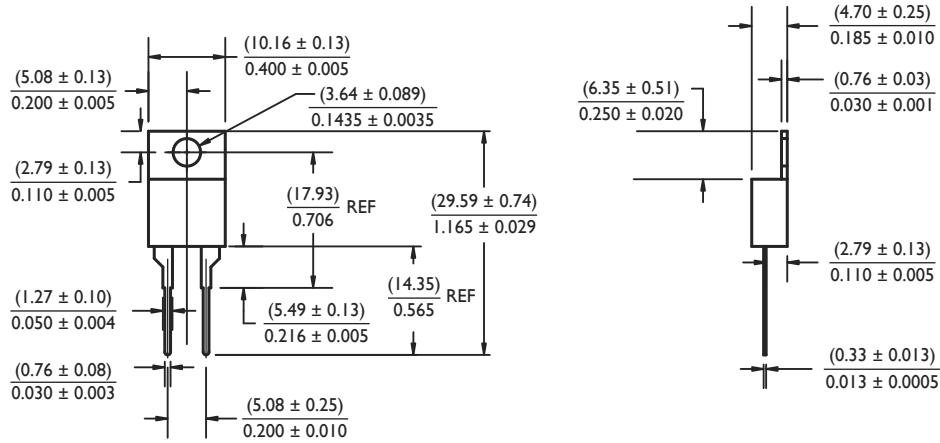 (10.16 ± 0.13)
0.400 ± 0.005
(5.08 ± 0.13)
0.200 ± 0.005
(3.64 ± 0.089)
0.1435 ± 0.0035
(2.79 ± 0.13)
0.110 ± 0.005
(17.93)
0.706
REF
(29.59 ± 0.74)
1.165 ± 0.029
(14.35)
0.565
REF
(1.27 ± 0.10)
0.050 ± 0.004
(5.49 ± 0.13)
0.216 ± 0.005
(0.76 ± 0.08)
0.030 ± 0.003
(5.08 ± 0.25)
0.200 ± 0.010
(4.70 ± 0.25)
0.185 ± 0.010
(6.35 ± 0.51)
0.250 ± 0.020
(0.76 ± 0.03)
0.030 ± 0.001
(2.79 ± 0.13)
0.110 ± 0.005
(0.33 ± 0.013)
0.013 ± 0.0005